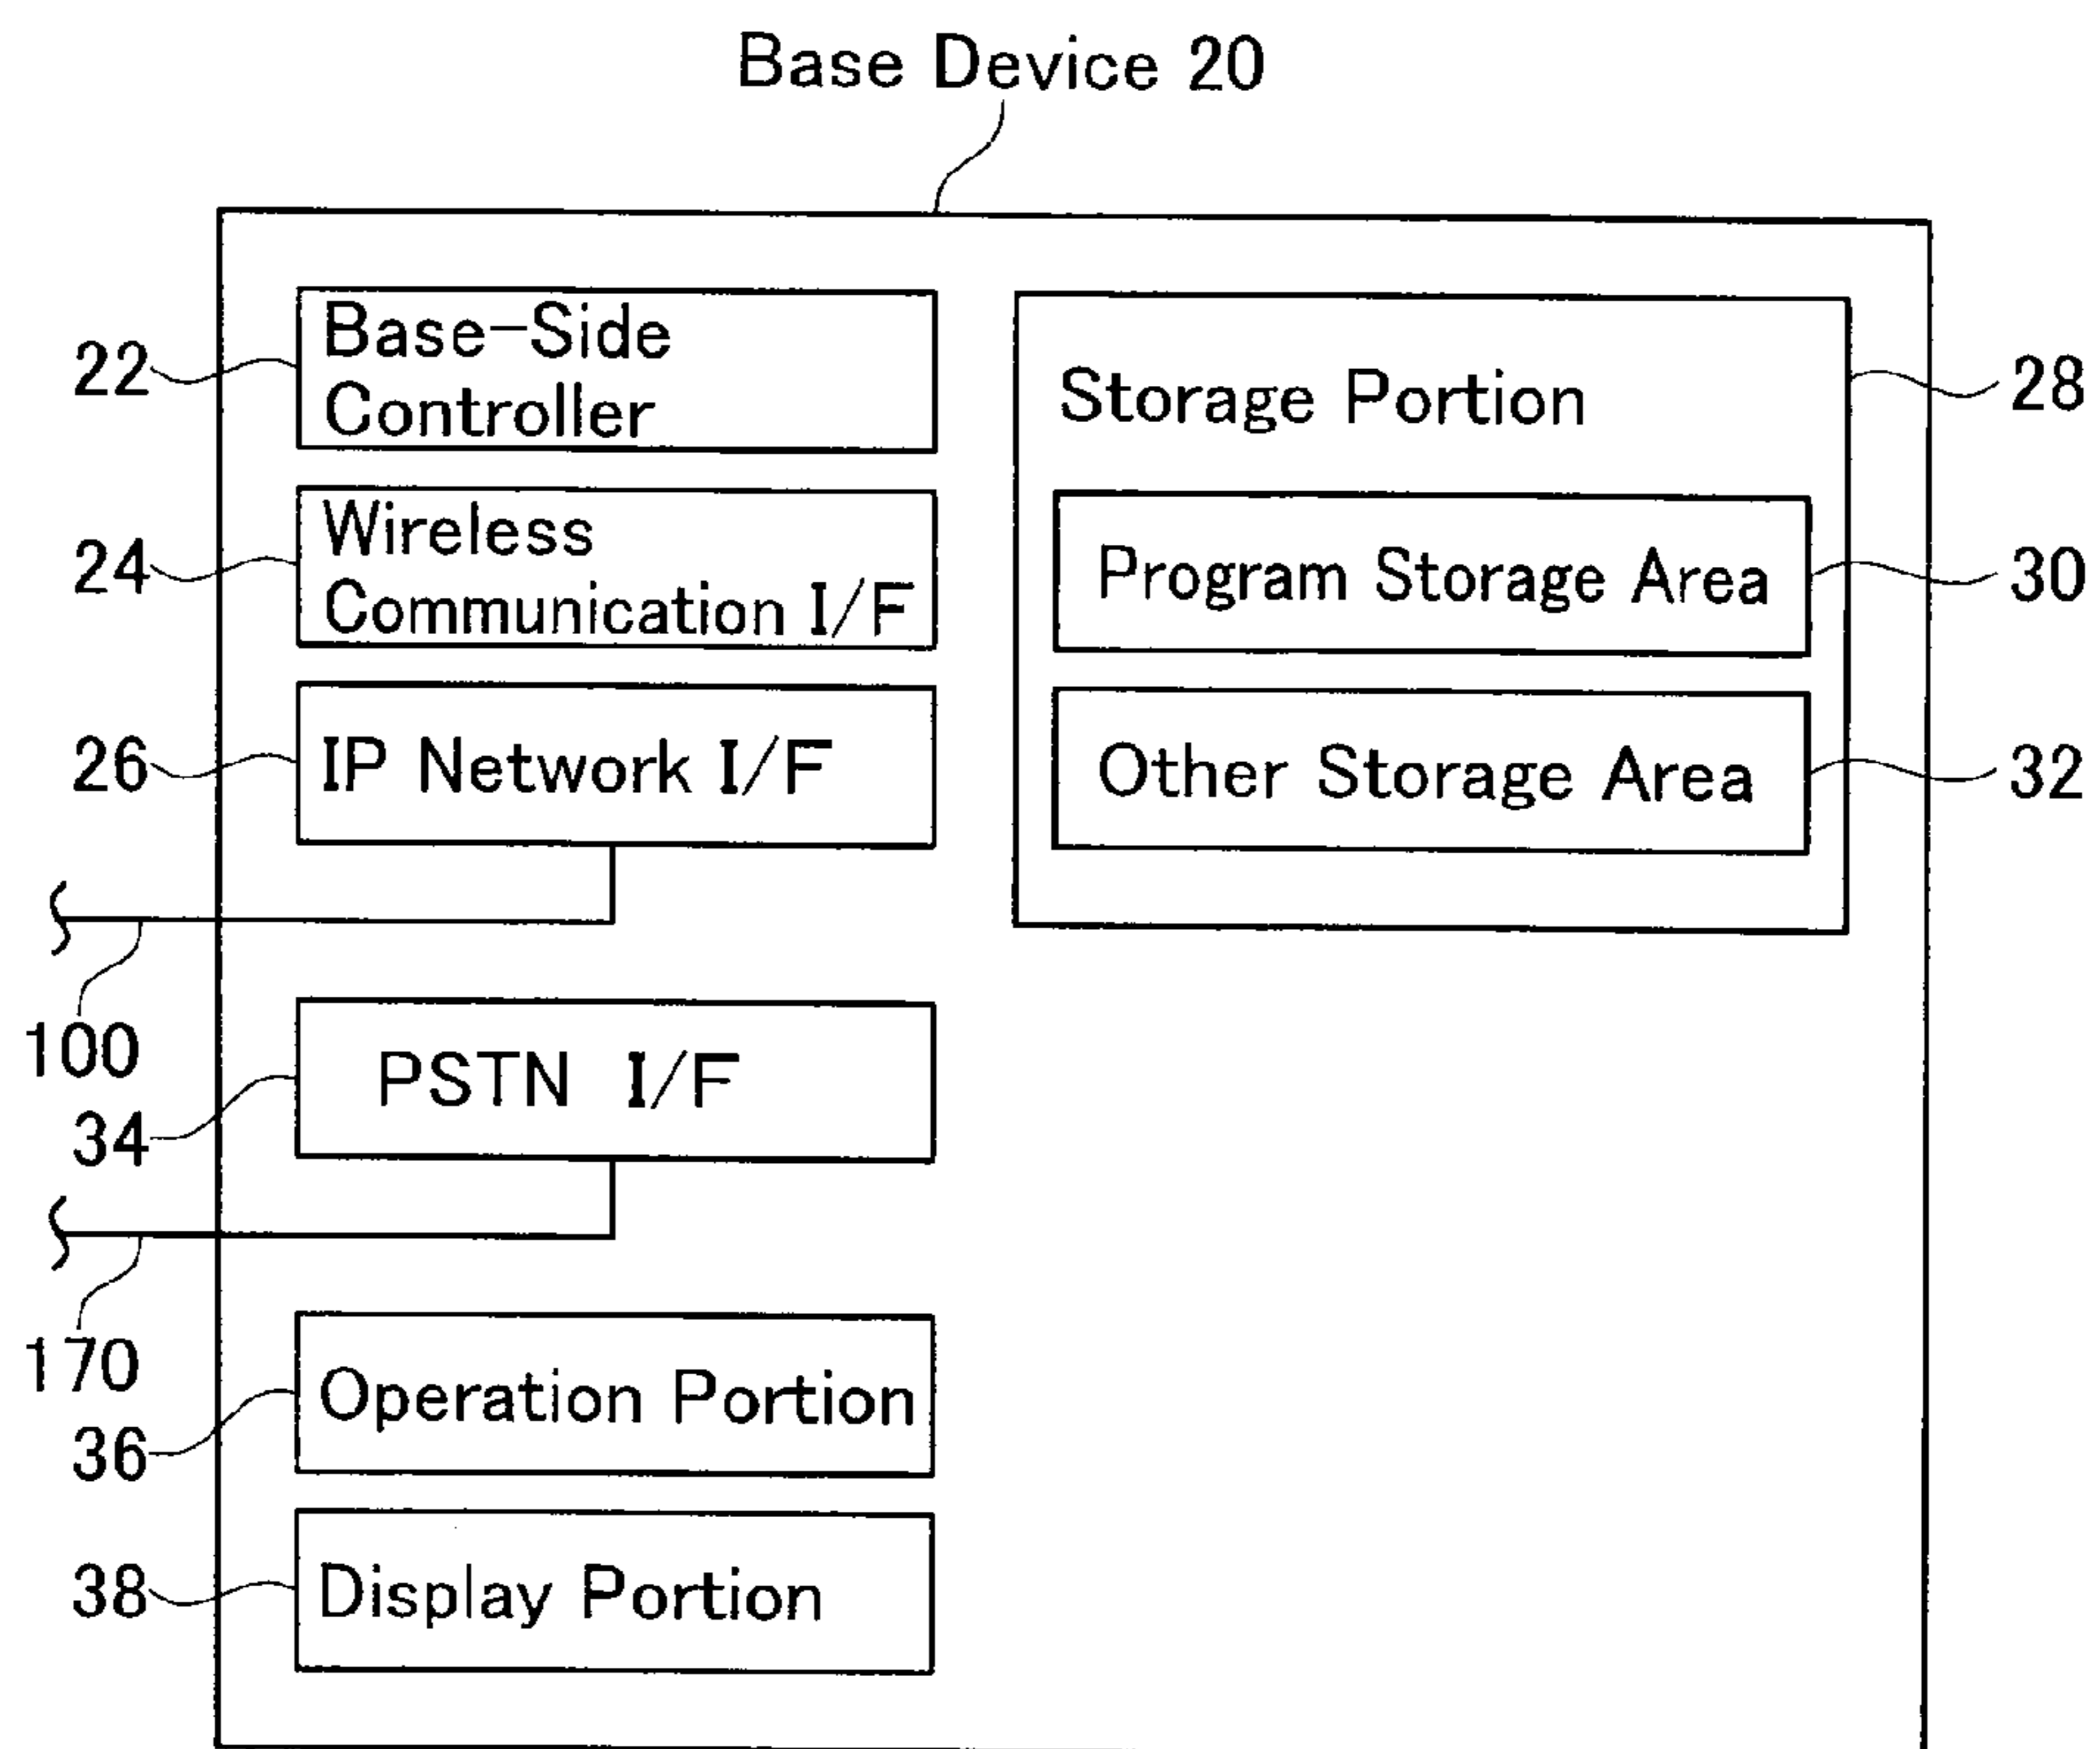 Base Device 20
22
Base-Side
Controller
24
Wireless
Communication I/F
26
IP Network I/F
100
34
PSTN I/F
170
36
Operation Portion
38
Display Portion
Storage Portion
28
Program Storage Area
30
Other Storage Area
32